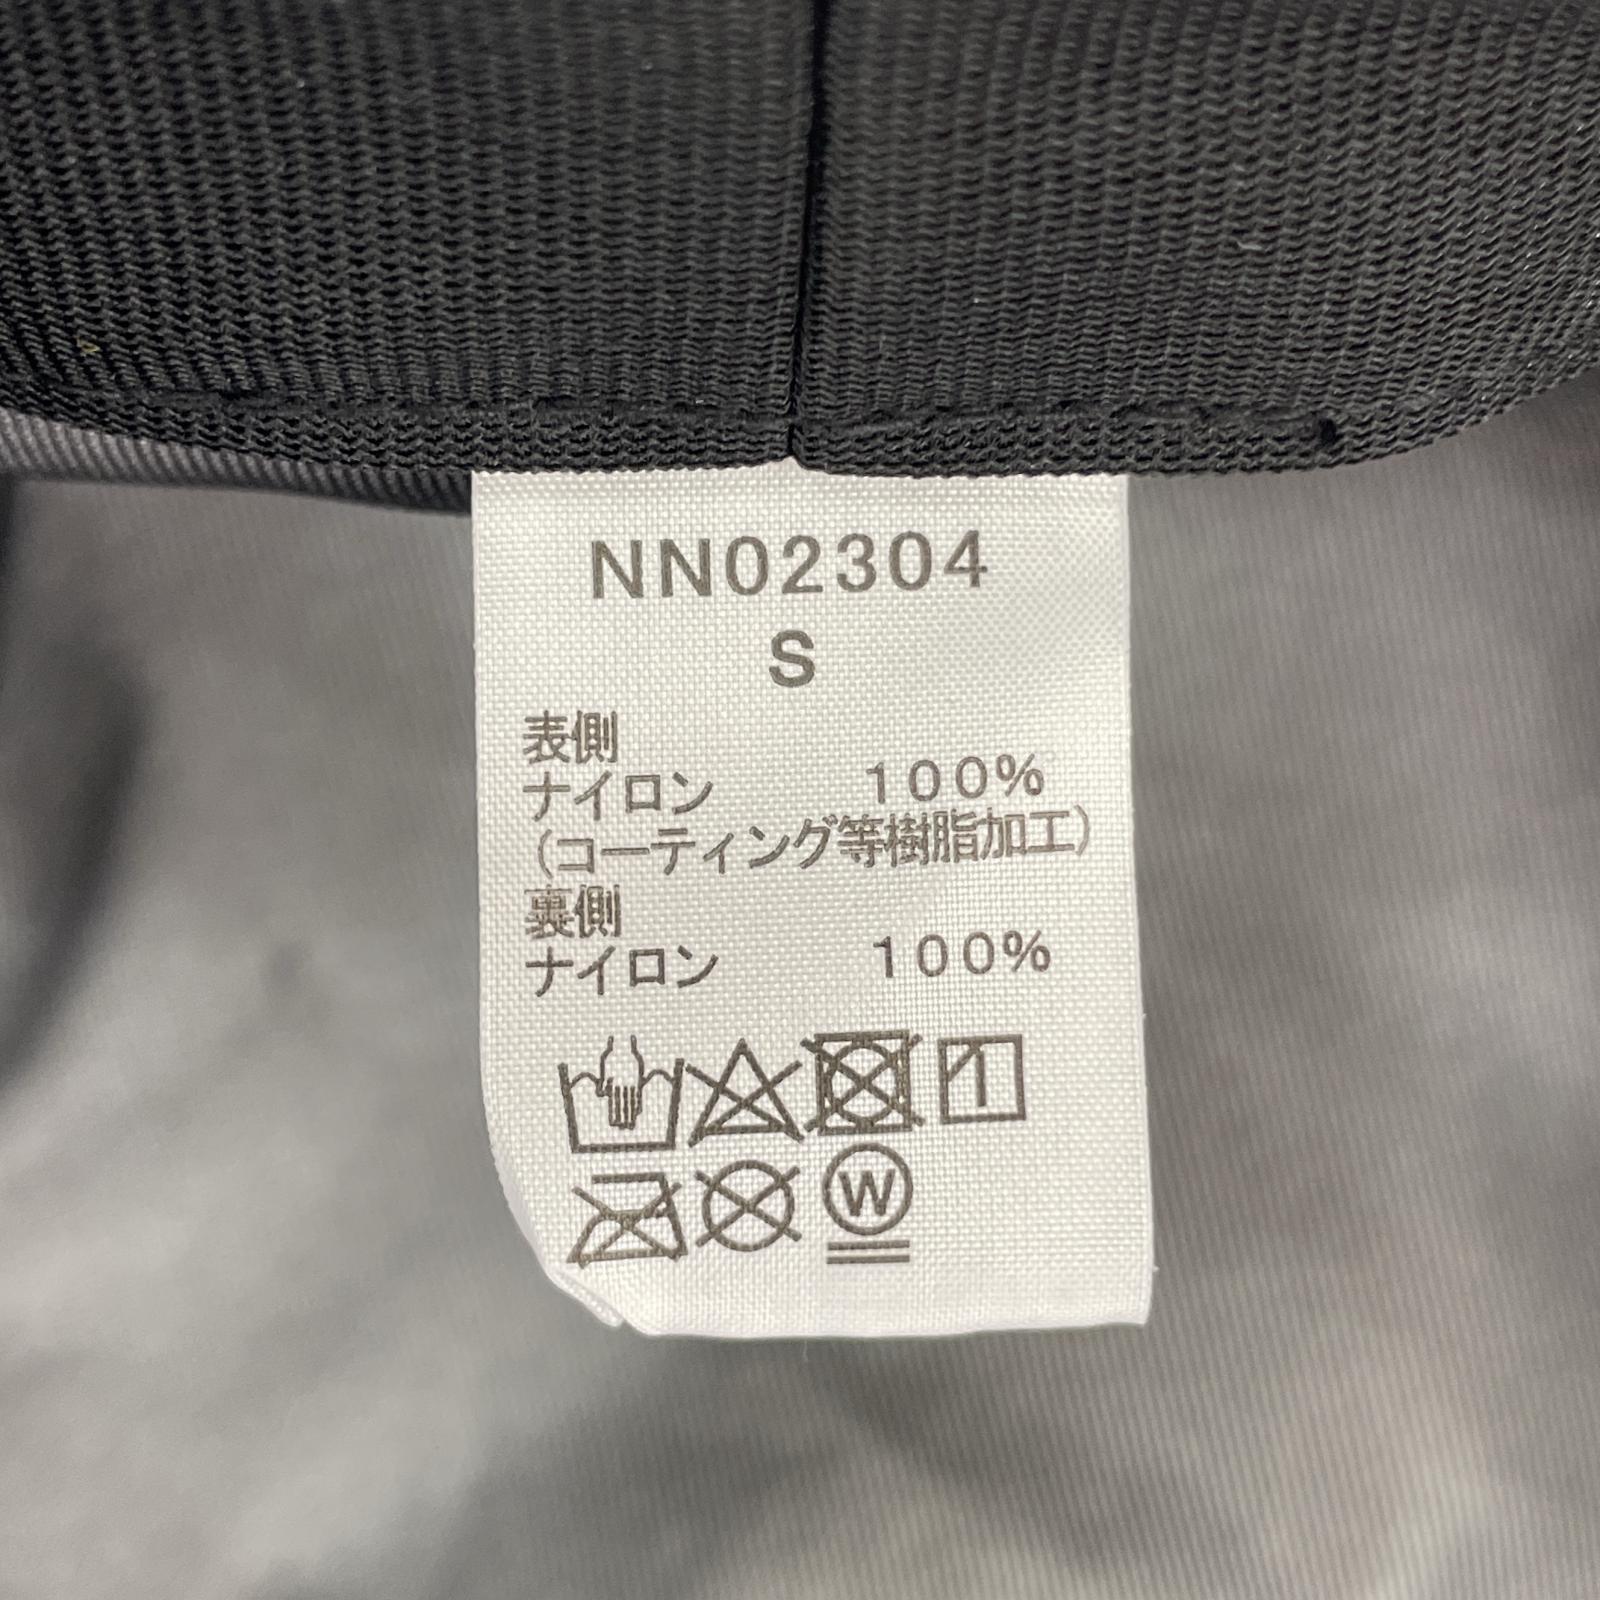 NN02304
S
表側
ナイロン 100%
(コーティング等樹脂加工)
裏側
ナイロン 100%
W